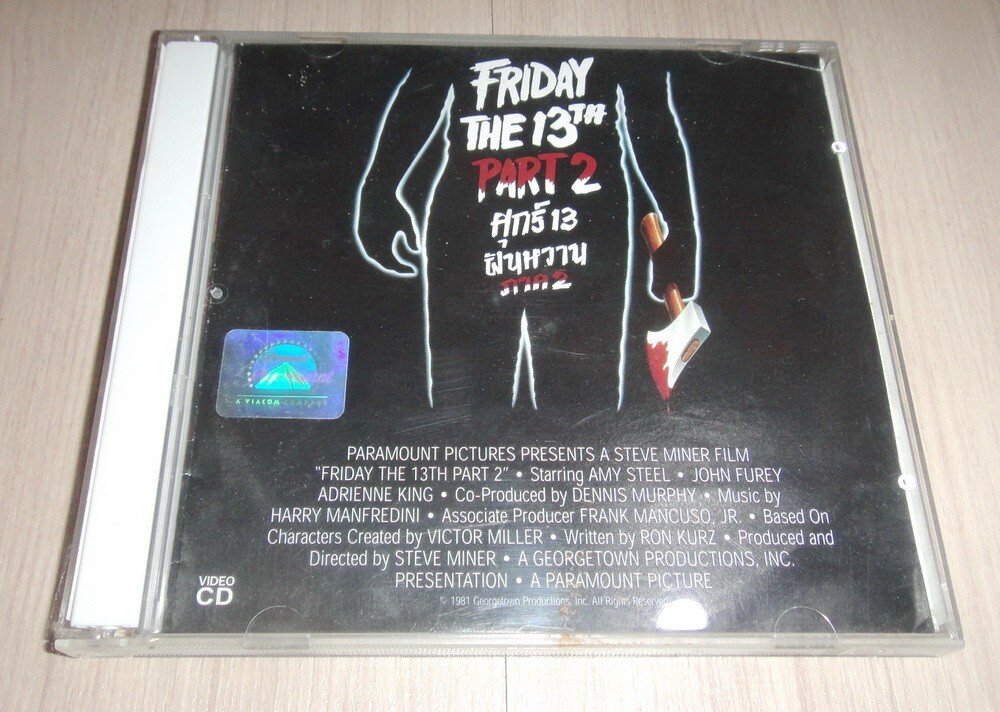 FRIDAY
THE 13TH
PART 2
ศุกร์ 13
ฝันหวาน
ภาค 2
Paramount
A VIACOM COMPANY
PARAMOUNT PICTURES PRESENTS A STEVE MINER FILM
"FRIDAY THE 13TH PART 2" • Starring AMY STEEL • JOHN FUREY
ADRIENNE KING • Co-Produced by DENNIS MURPHY • Music by
HARRY MANFREDINI • Associate Producer FRANK MANCUSO, JR. • Based On
Characters Created by VICTOR MILLER • Written by RON KURZ • Produced and
Directed by STEVE MINER • A GEORGETOWN PRODUCTIONS, INC.
PRESENTATION • A PARAMOUNT PICTURE
VIDEO
CD
© 1981 Georgetown Productions, Inc. All Rights Reserved